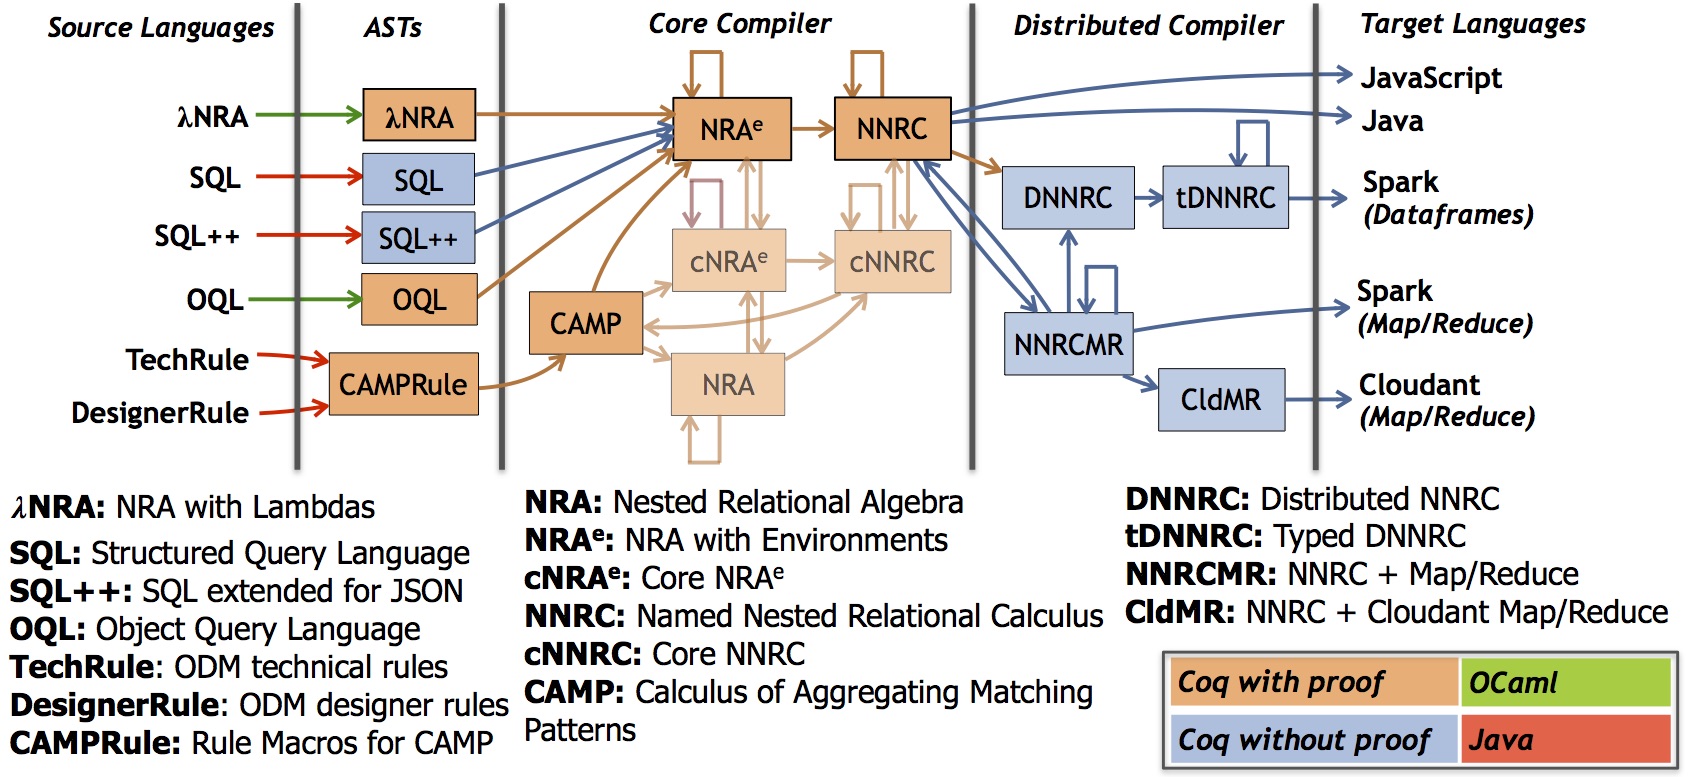 Source Languages
ASTs
Core Compiler
Distributed Compiler
Target Languages
λNRA
SQL
SQL++
OQL
TechRule
DesignerRule
λNRA
SQL
SQL++
OQL
CAMPRule
NRAᵉ
NNRC
cNRAᵉ
cNNRC
CAMP
NRA
DNNRC
tDNNRC
NNRCMR
CldMR
JavaScript
Java
Spark
(Dataframes)
Spark
(Map/Reduce)
Cloudant
(Map/Reduce)
λNRA: NRA with Lambdas
SQL: Structured Query Language
SQL++: SQL extended for JSON
OQL: Object Query Language
TechRule: ODM technical rules
DesignerRule: ODM designer rules
CAMPRule: Rule Macros for CAMP
NRA: Nested Relational Algebra
NRAᵉ: NRA with Environments
cNRAᵉ: Core NRAᵉ
NNRC: Named Nested Relational Calculus
cNNRC: Core NNRC
CAMP: Calculus of Aggregating Matching
Patterns
DNNRC: Distributed NNRC
tDNNRC: Typed DNNRC
NNRCMR: NNRC + Map/Reduce
CldMR: NNRC + Cloudant Map/Reduce
Coq with proof
OCaml
Coq without proof
Java